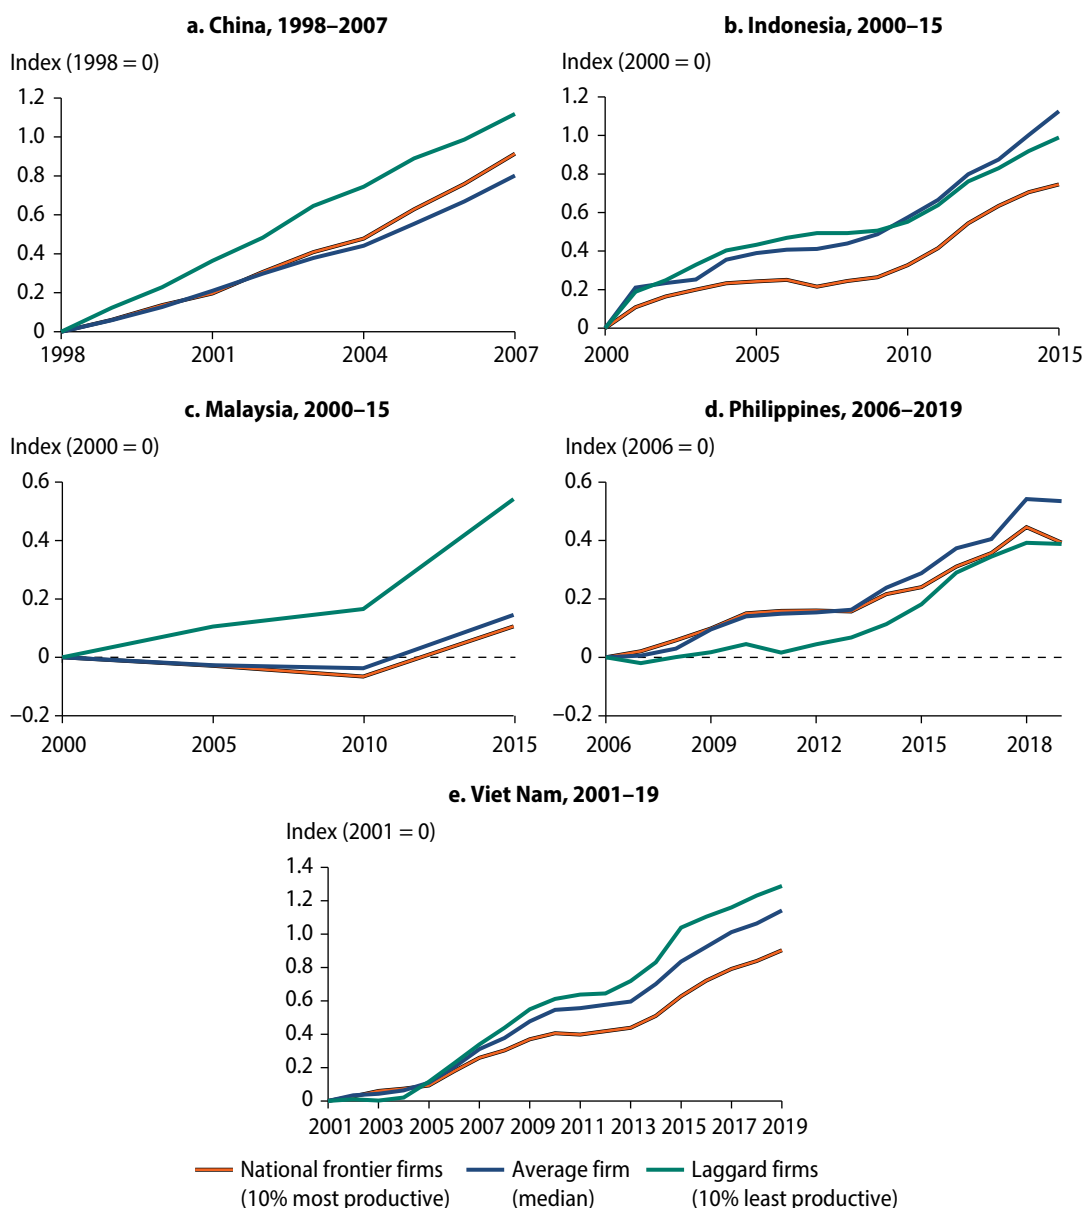 a. China, 1998–2007
Index (1998 = 0)
1.2
1.0
0.8
0.6
0.4
0.2
0
1998 2001 2004 2007
b. Indonesia, 2000–15
Index (2000 = 0)
1.2
1.0
0.8
0.6
0.4
0.2
0
2000 2005 2010 2015
c. Malaysia, 2000–15
Index (2000 = 0)
0.6
0.4
0.2
0
–0.2
2000 2005 2010 2015
d. Philippines, 2006–2019
Index (2006 = 0)
0.6
0.4
0.2
0
–0.2
2006 2009 2012 2015 2018
e. Viet Nam, 2001–19
Index (2001 = 0)
1.4
1.2
1.0
0.8
0.6
0.4
0.2
0
2001 2003 2005 2007 2009 2011 2013 2015 2017 2019
National frontier firms
(10% most productive)
Average firm
(median)
Laggard firms
(10% least productive)